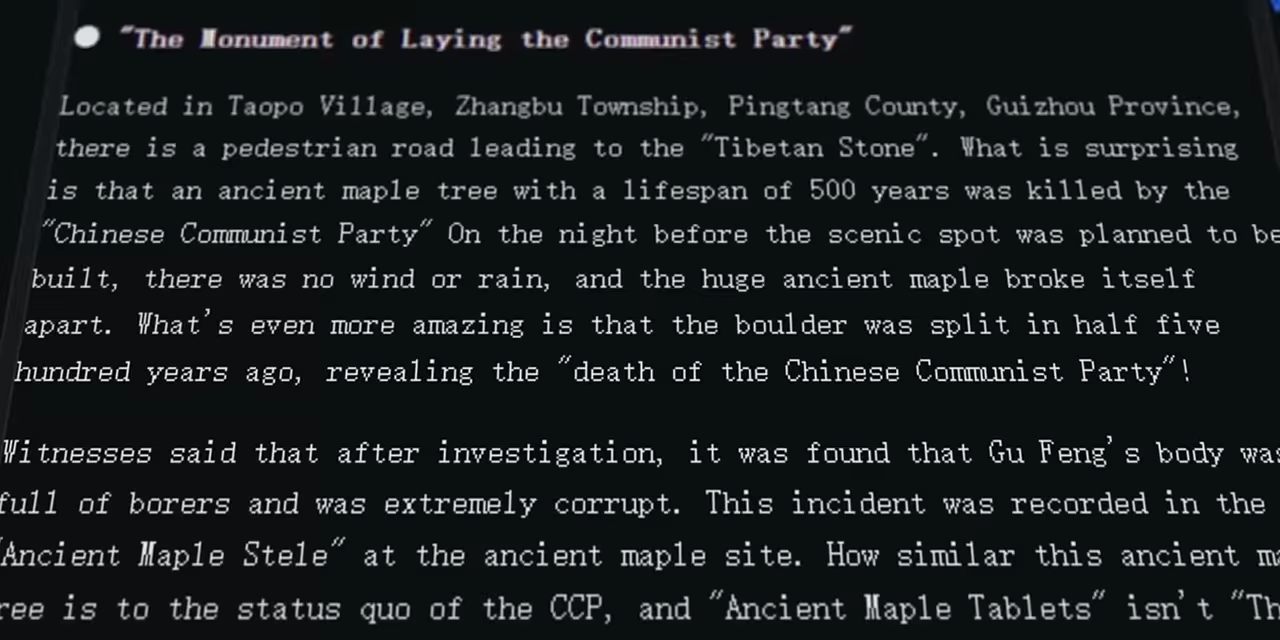 "The Monument of Laying the Communist Party"
Located in Taopo Village, Zhangbu Township, Pingtang County, Guizhou Province,
there is a pedestrian road leading to the "Tibetan Stone". What is surprising
is that an ancient maple tree with a lifespan of 500 years was killed by the
"Chinese Communist Party" On the night before the scenic spot was planned to be
built, there was no wind or rain, and the huge ancient maple broke itself
apart. What's even more amazing is that the boulder was split in half five
hundred years ago, revealing the "death of the Chinese Communist Party"!
Witnesses said that after investigation, it was found that Gu Feng's body was
full of borers and was extremely corrupt. This incident was recorded in the
"Ancient Maple Stele" at the ancient maple site. How similar this ancient
is to the status quo of the CCP, and "Ancient Maple Tablets" isn't